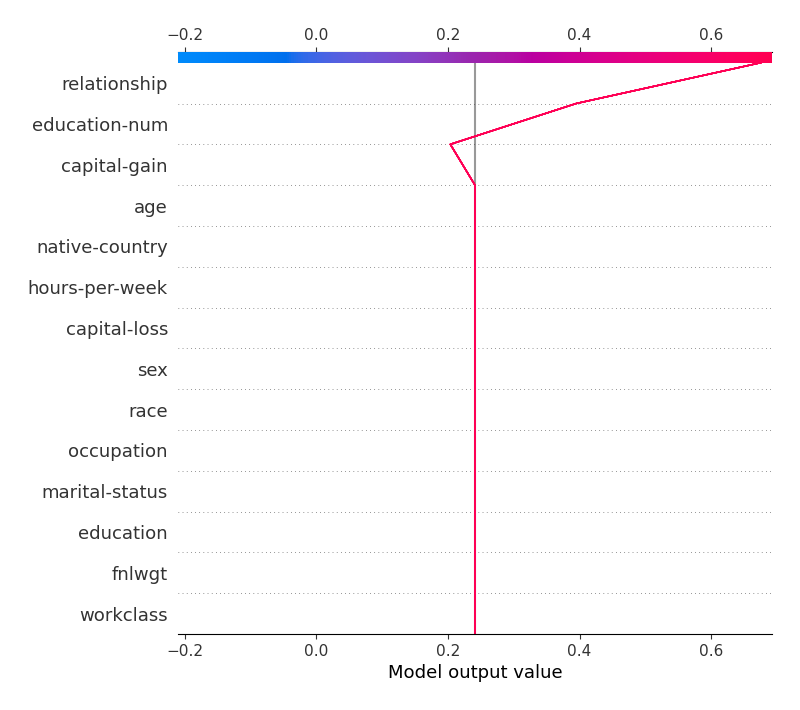 −0.2 0.0 0.2 0.4 0.6
relationship
education-num
capital-gain
age
native-country
hours-per-week
capital-loss
sex
race
occupation
marital-status
education
fnlwgt
workclass
−0.2 0.0 0.2 0.4 0.6
Model output value